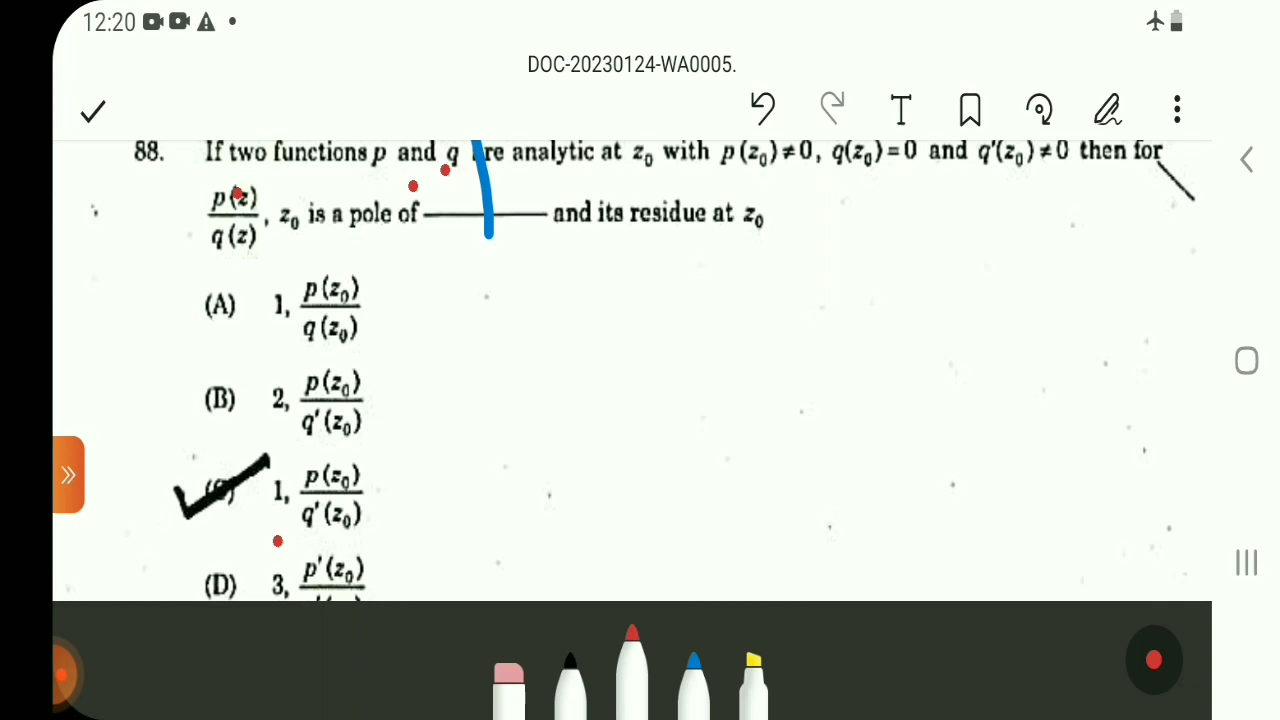 12:20
DOC-20230124-WA0005.
88. If two functions p and q are analytic at z₀ with p(z₀)≠0, q(z₀)=0 and q'(z₀)≠0 then for
p(z)/q(z), z₀ is a pole of ———— and its residue at z₀
(A) 1, p(z₀)/q(z₀)
(B) 2, p(z₀)/q'(z₀)
(C) 1, p(z₀)/q'(z₀)
(D) 3, p'(z₀)